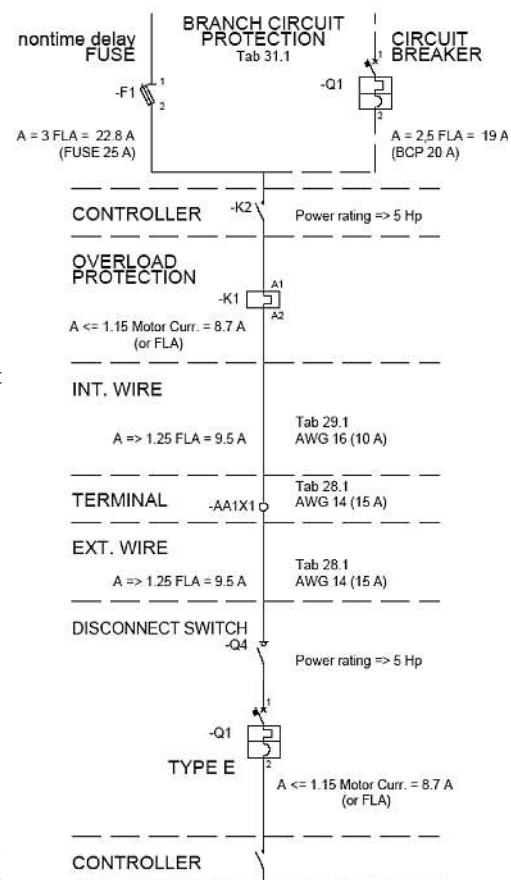 BRANCH CIRCUIT
PROTECTION
Tab 31.1
nontime delay
FUSE
CIRCUIT
BREAKER
-F1
1
2
-Q1
1
2
A = 3 FLA = 22.8 A
(FUSE 25 A)
A = 2,5 FLA = 19 A
(BCP 20 A)
CONTROLLER
-K2
Power rating => 5 Hp
OVERLOAD
PROTECTION
-K1
A1
A2
A <= 1.15 Motor Curr. = 8.7 A
(or FLA)
INT. WIRE
A => 1.25 FLA = 9.5 A
Tab 29.1
AWG 16 (10 A)
TERMINAL
-AA1X1
Tab 28.1
AWG 14 (15 A)
EXT. WIRE
A => 1.25 FLA = 9.5 A
Tab 28.1
AWG 14 (15 A)
DISCONNECT SWITCH
-Q4
Power rating => 5 Hp
-Q1
1
2
TYPE E
A <= 1.15 Motor Curr. = 8.7 A
(or FLA)
CONTROLLER